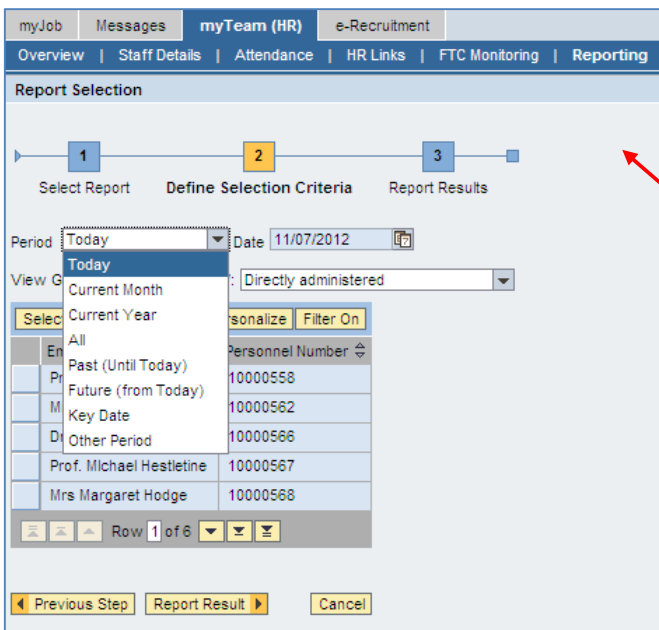 myJob Messages myTeam (HR) e-Recruitment
Overview | Staff Details | Attendance | HR Links | FTC Monitoring | Reporting
Report Selection
1 2 3
Select Report Define Selection Criteria Report Results
Period Today Date 11/07/2012
Today
View G : Directly administered
Current Month
Current Year
Selec rsonalize Filter On
All
En Personnel Number
Past (Until Today)
Pr 10000558
Future (from Today)
M 10000562
Key Date
Dr 10000566
Other Period
Prof. MIchael Hestletine 10000567
Mrs Margaret Hodge 10000568
Row 1 of 6
Previous Step Report Result Cancel